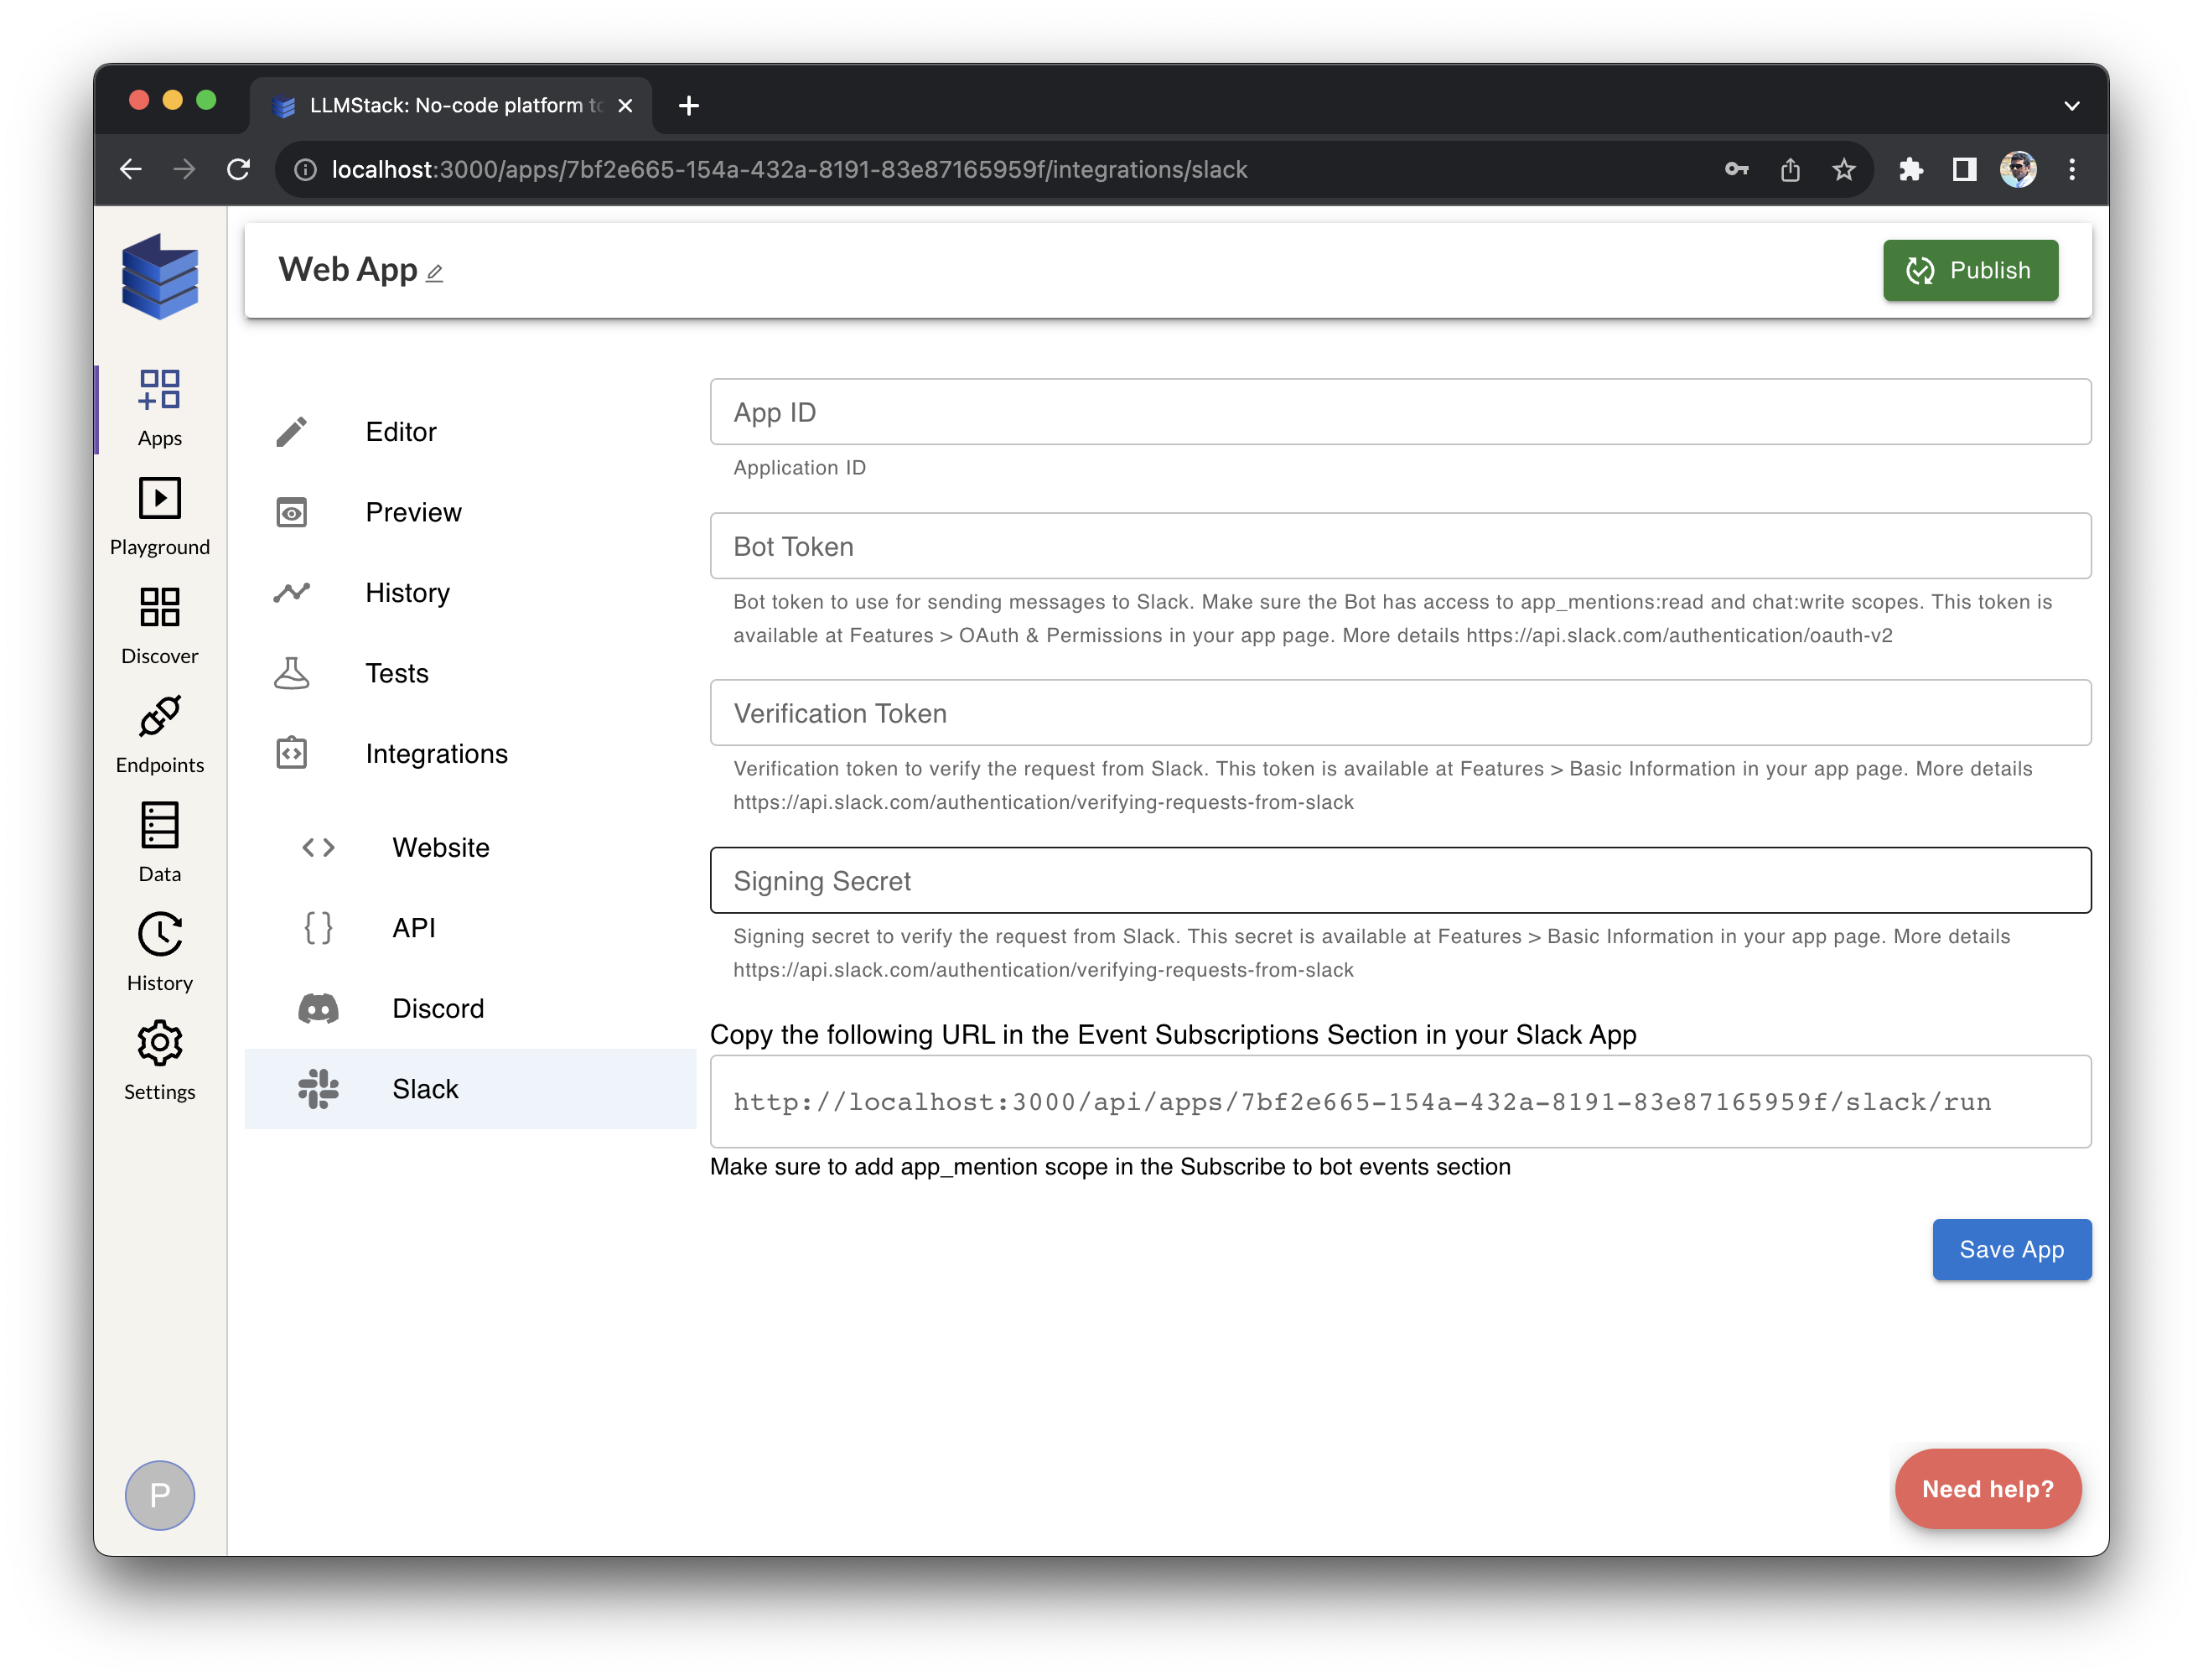 LLMStack: No-code platform to
localhost:3000/apps/7bf2e665-154a-432a-8191-83e87165959f/integrations/slack
Web App
Publish
Apps
Playground
Discover
Endpoints
Data
History
Settings
P
Editor
Preview
History
Tests
Integrations
Website
API
Discord
Slack
App ID
Application ID
Bot Token
Bot token to use for sending messages to Slack. Make sure the Bot has access to app_mentions:read and chat:write scopes. This token is
available at Features > OAuth & Permissions in your app page. More details https://api.slack.com/authentication/oauth-v2
Verification Token
Verification token to verify the request from Slack. This token is available at Features > Basic Information in your app page. More details
https://api.slack.com/authentication/verifying-requests-from-slack
Signing Secret
Signing secret to verify the request from Slack. This secret is available at Features > Basic Information in your app page. More details
https://api.slack.com/authentication/verifying-requests-from-slack
Copy the following URL in the Event Subscriptions Section in your Slack App
http://localhost:3000/api/apps/7bf2e665-154a-432a-8191-83e87165959f/slack/run
Make sure to add app_mention scope in the Subscribe to bot events section
Save App
Need help?